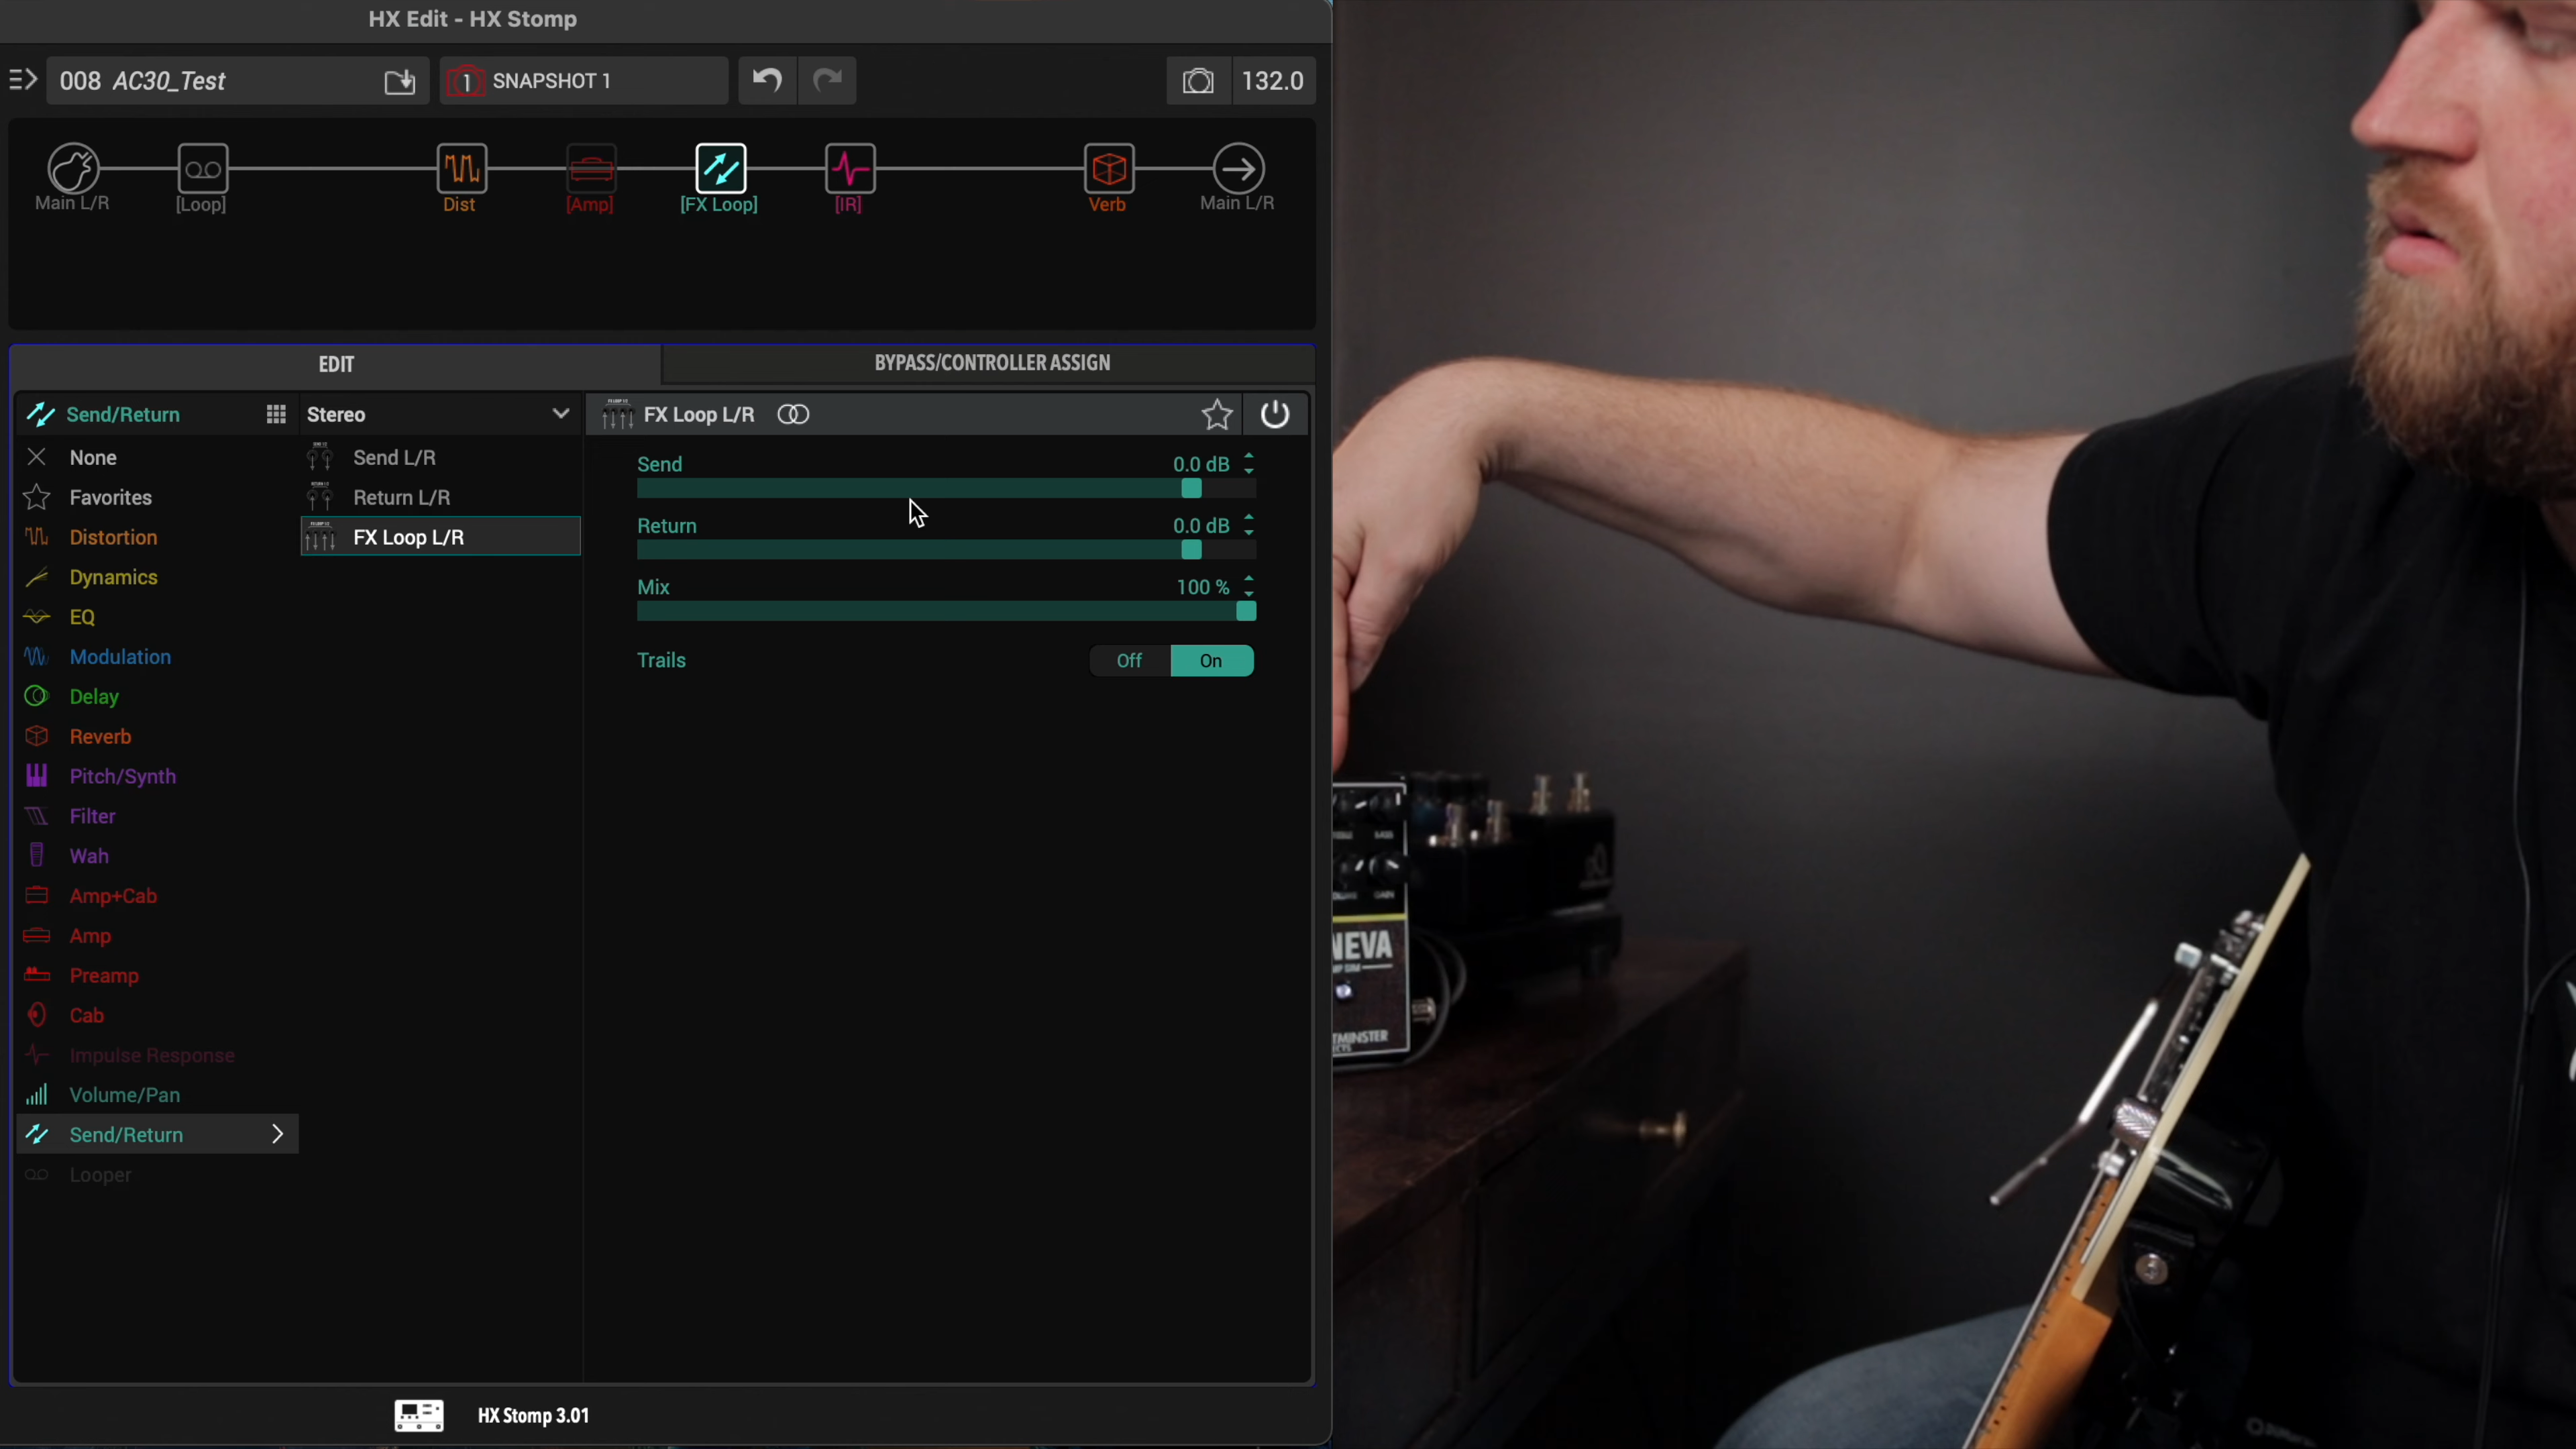 HX Edit - HX Stomp
008 AC30_Test
1 SNAPSHOT 1
132.0
Main L/R
[Loop]
Dist
[Amp]
[FX Loop]
[IR]
Verb
Main L/R
EDIT
BYPASS/CONTROLLER ASSIGN
Send/Return
Stereo
FX Loop L/R
None
Favorites
Distortion
Dynamics
EQ
Modulation
Delay
Reverb
Pitch/Synth
Filter
Wah
Amp+Cab
Amp
Preamp
Cab
Impulse Response
Volume/Pan
Send/Return
Looper
Send L/R
Return L/R
FX Loop L/R
Send 0.0 dB
Return 0.0 dB
Mix 100 %
Trails Off On
HX Stomp 3.01
BASS
GAIN
NEVA
TMINSTER